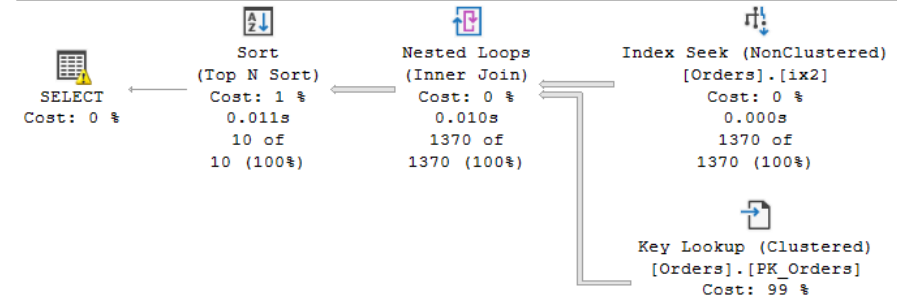 SELECT
Cost: 0 %
Sort
(Top N Sort)
Cost: 1 %
0.011s
10 of
10 (100%)
Nested Loops
(Inner Join)
Cost: 0 %
0.010s
1370 of
1370 (100%)
Index Seek (NonClustered)
[Orders].[ix2]
Cost: 0 %
0.000s
1370 of
1370 (100%)
Key Lookup (Clustered)
[Orders].[PK_Orders]
Cost: 99 %